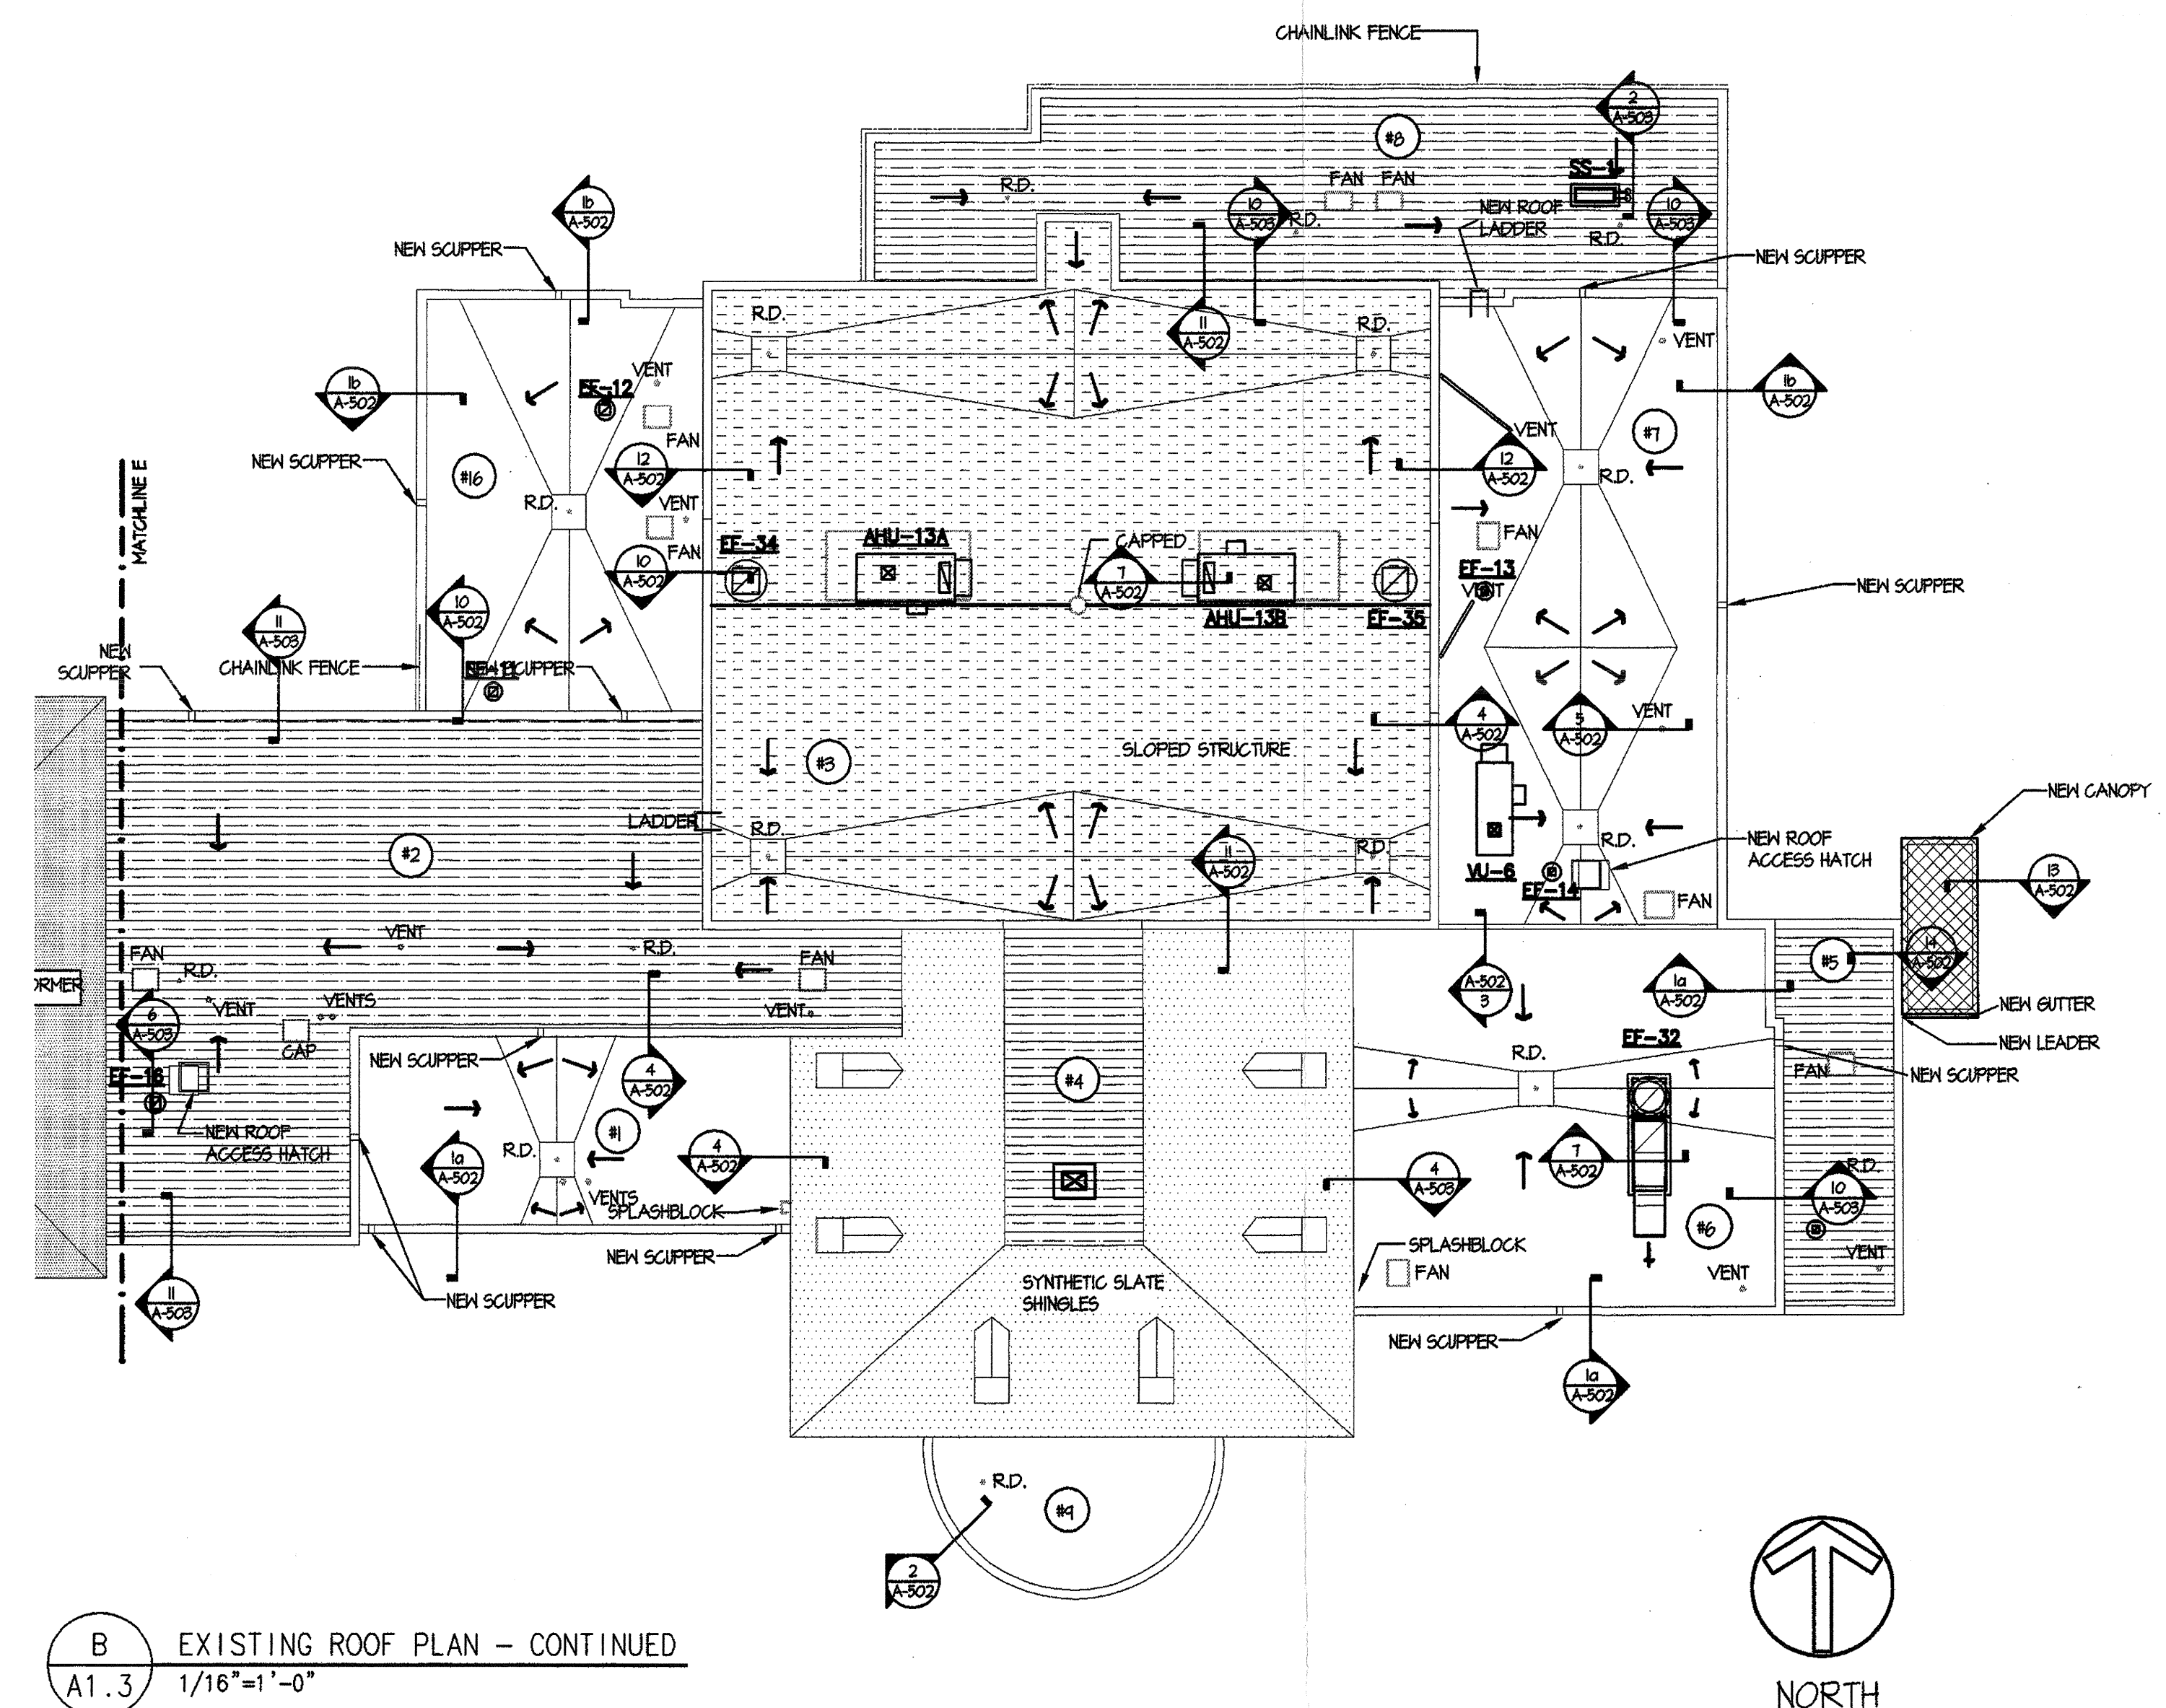 CHAINLINK FENCE
2
A-503
#8
SS-1
1b
A-502
R.D.
FAN
FAN
10
A-503
R.D.
NEW ROOF
LADDER
10
A-503
R.D.
NEW SCUPPER
NEW SCUPPER
R.D.
11
A-502
R.D.
VENT
1b
A-502
EF-12
VENT
1b
A-502
FAN
VENT
#7
12
A-502
12
A-502
NEW SCUPPER
#16
R.D.
R.D.
VENT
MATCHLINE E
FAN
EF-34
AHU-13A
CAPPED
FAN
10
A-502
7
A-502
EF-13
VENT
NEW SCUPPER
10
A-502
AHU-13B
EF-35
11
A-503
NEW
SCUPPER
CHAINLINK FENCE
SCUPPER
4
A-502
5
A-502
VENT
#3
SLOPED STRUCTURE
NEW CANOPY
LADDER
R.D.
R.D.
R.D.
NEW ROOF
ACCESS HATCH
#2
11
A-502
VU-6
EF-14
13
A-502
FAN
VENT
R.D.
FAN
FAN
R.D.
14
A-502
#5
A-502
3
1a
A-502
VENT
VENTS
VENT
NEW GUTTER
6
A-503
CAP
NEW SCUPPER
4
A-502
#4
R.D.
EF-32
NEW LEADER
FAN
NEW SCUPPER
EF-16
NEW ROOF
ACCESS HATCH
#1
R.D.
1a
A-502
4
A-502
4
A-503
7
A-502
R.D.
10
A-503
VENTS
SPLASHBLOCK
#6
NEW SCUPPER
SPLASHBLOCK
FAN
VENT
VENT
SYNTHETIC SLATE
SHINGLES
NEW SCUPPER
11
A-503
NEW SCUPPER
1a
A-502
R.D.
#9
2
A-502
B
A1.3
EXISTING ROOF PLAN - CONTINUED
1/16"=1'-0"
NORTH